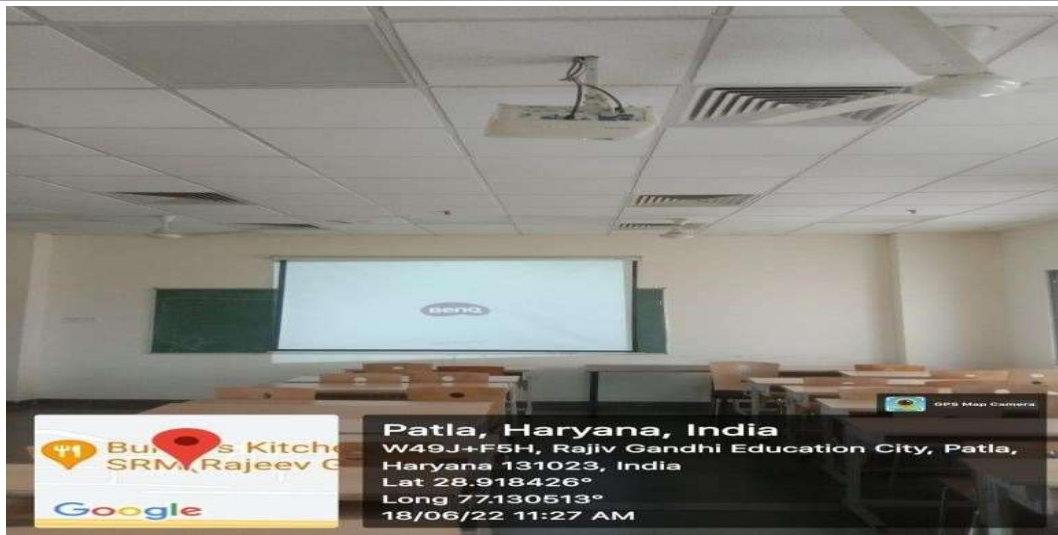 BenQ
GPS Map Camera
Patla, Haryana, India
W49J+F5H, Rajiv Gandhi Education City, Patla,
Haryana 131023, India
Lat 28.918426°
Long 77.130513°
18/06/22 11:27 AM
s Kitche
SRM Rajeev G
Google